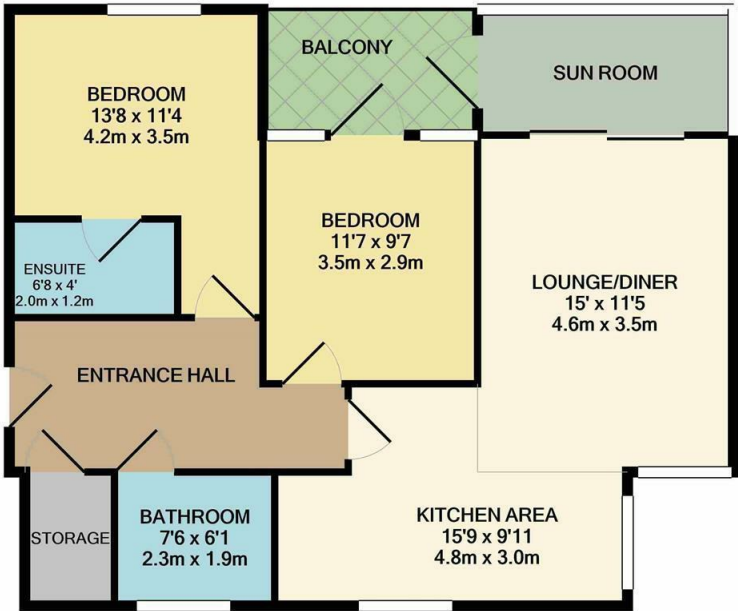 BALCONY
SUN ROOM
BEDROOM
13'8 x 11'4
4.2m x 3.5m
BEDROOM
11'7 x 9'7
3.5m x 2.9m
ENSUITE
6'8 x 4'
2.0m x 1.2m
LOUNGE/DINER
15' x 11'5
4.6m x 3.5m
ENTRANCE HALL
STORAGE
BATHROOM
7'6 x 6'1
2.3m x 1.9m
KITCHEN AREA
15'9 x 9'11
4.8m x 3.0m